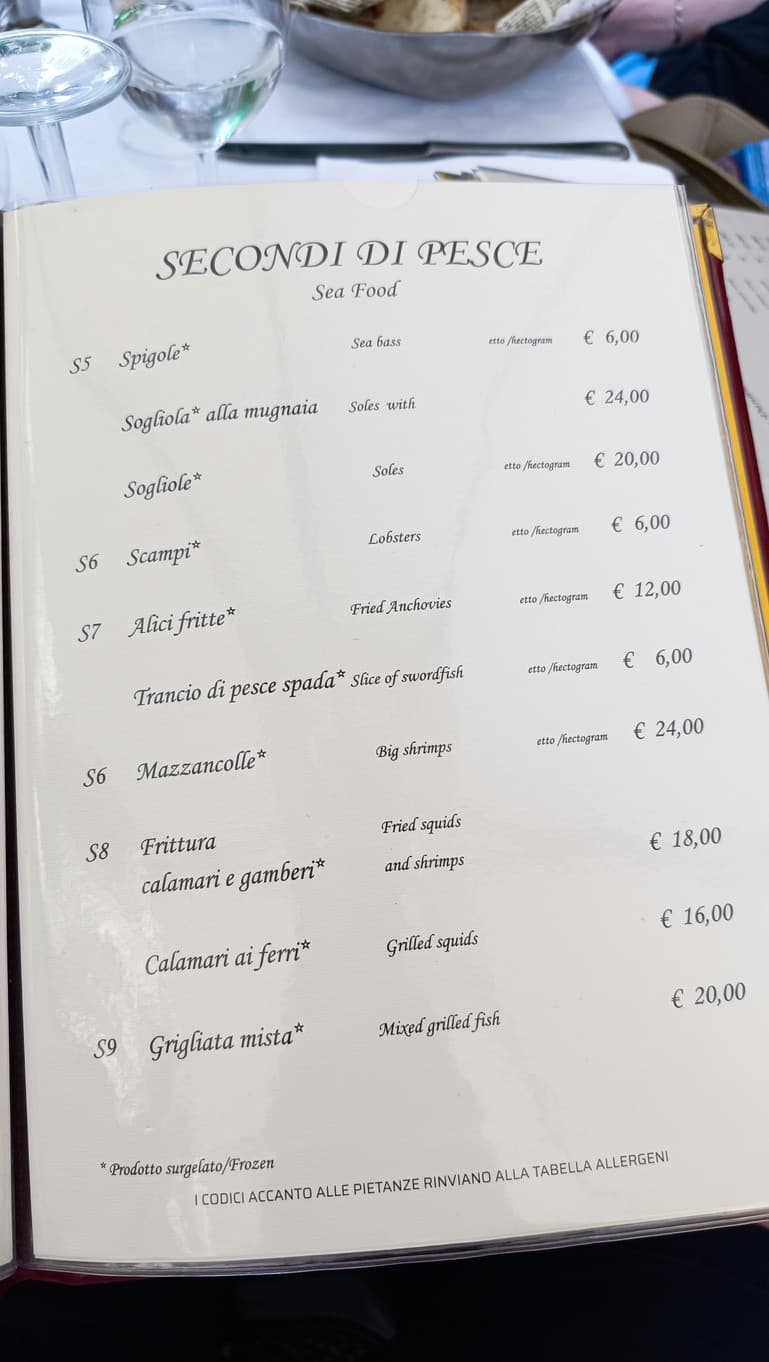 SECONDI DI PESCE
Sea Food
S5 Spigole* Sea bass etto /hectogram € 6,00
Sogliola* alla mugnaia Soles with € 24,00
Sogliole* Soles etto /hectogram € 20,00
S6 Scampi* Lobsters etto /hectogram € 6,00
S7 Alici fritte* Fried Anchovies etto /hectogram € 12,00
Trancio di pesce spada* Slice of swordfish etto /hectogram € 6,00
S6 Mazzancolle* Big shrimps etto /hectogram € 24,00
S8 Frittura Fried squids
calamari e gamberi* and shrimps € 18,00
Calamari ai ferri* Grilled squids € 16,00
S9 Grigliata mista* Mixed grilled fish € 20,00
* Prodotto surgelato/Frozen
I CODICI ACCANTO ALLE PIETANZE RINVIANO ALLA TABELLA ALLERGENI